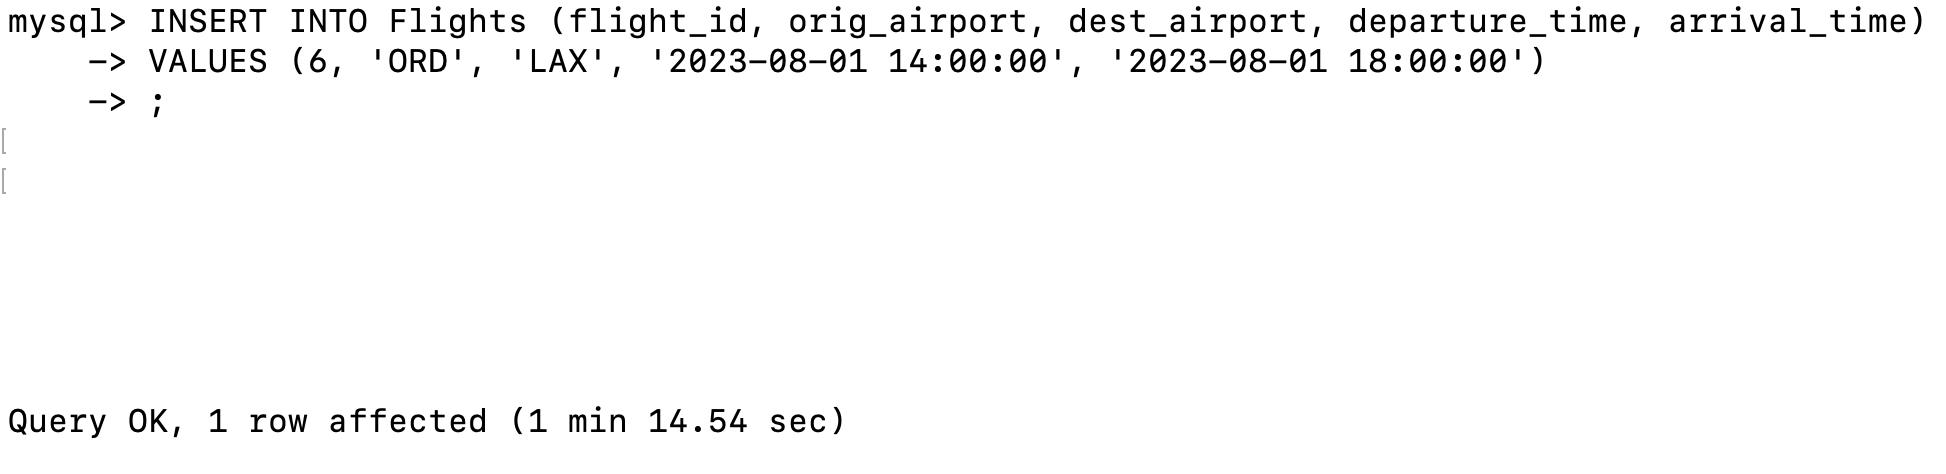 mysql> INSERT INTO Flights (flight_id, orig_airport, dest_airport, departure_time, arrival_time)
    -> VALUES (6, 'ORD', 'LAX', '2023-08-01 14:00:00', '2023-08-01 18:00:00')
    -> ;
[
[
Query OK, 1 row affected (1 min 14.54 sec)